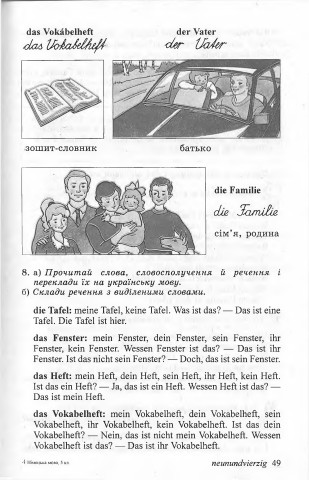 das Vokábelheft
das Vokabelheft
der Vater
der Vater
зошит-словник
батько
die Familie
die Familie
сім'я, родина
8. а) Прочитай слова, словосполучення й речення і
переклади їх на українську мову.
б) Склади речення з виділеними словами.
die Tafel: meine Tafel, keine Tafel. Was ist das? — Das ist eine
Tafel. Die Tafel ist hier.
das Fenster: mein Fenster, dein Fenster, sein Fenster, ihr
Fenster, kein Fenster. Wessen Fenster ist das? — Das ist ihr
Fenster. Ist das nicht sein Fenster? — Doch, das ist sein Fenster.
das Heft: mein Heft, dein Heft, sein Heft, ihr Heft, kein Heft.
Ist das ein Heft? — Ja, das ist ein Heft. Wessen Heft ist das? —
Das ist mein Heft.
das Vokabelheft: mein Vokabelheft, dein Vokabelheft, sein
Vokabelheft, ihr Vokabelheft, kein Vokabelheft. Ist das dein
Vokabelheft? — Nein, das ist nicht mein Vokabelheft. Wessen
Vokabelheft ist das? — Das ist ihr Vokabelheft.
4 Німецька мова, 5 кл.
neunundvierzig 49